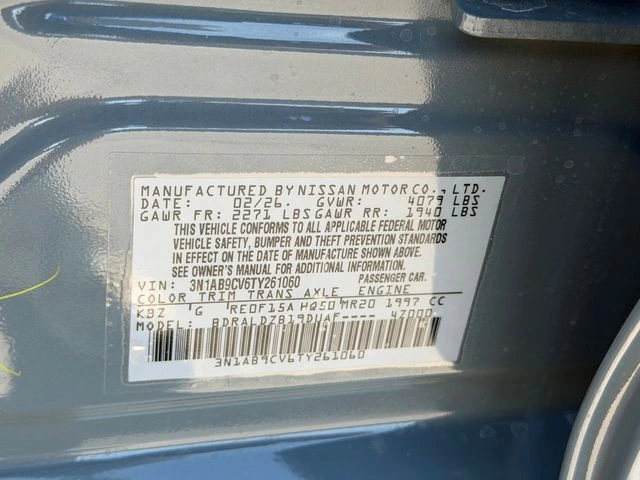 MANUFACTURED BY NISSAN MOTOR CO., LTD.
DATE: 02/26. GVWR: 4079 LBS
GAWR FR: 2271 LBS GAWR RR: 1940 LBS
THIS VEHICLE CONFORMS TO ALL APPLICABLE FEDERAL MOTOR
VEHICLE SAFETY, BUMPER AND THEFT PREVENTION STANDARDS
IN EFFECT ON THE DATE OF MANUFACTURE SHOWN ABOVE.
SEE OWNER'S MANUAL FOR ADDITIONAL INFORMATION.
VIN: 3N1AB9CV6TY261060 PASSENGER CAR.
COLOR TRIM TRANS AXLE ENGINE
KBZ G RE0F15A HQ50 MR20 1997 CC
MODEL: BDRALDZB19DUAF---- 47000
3N1AB9CV6TY261060